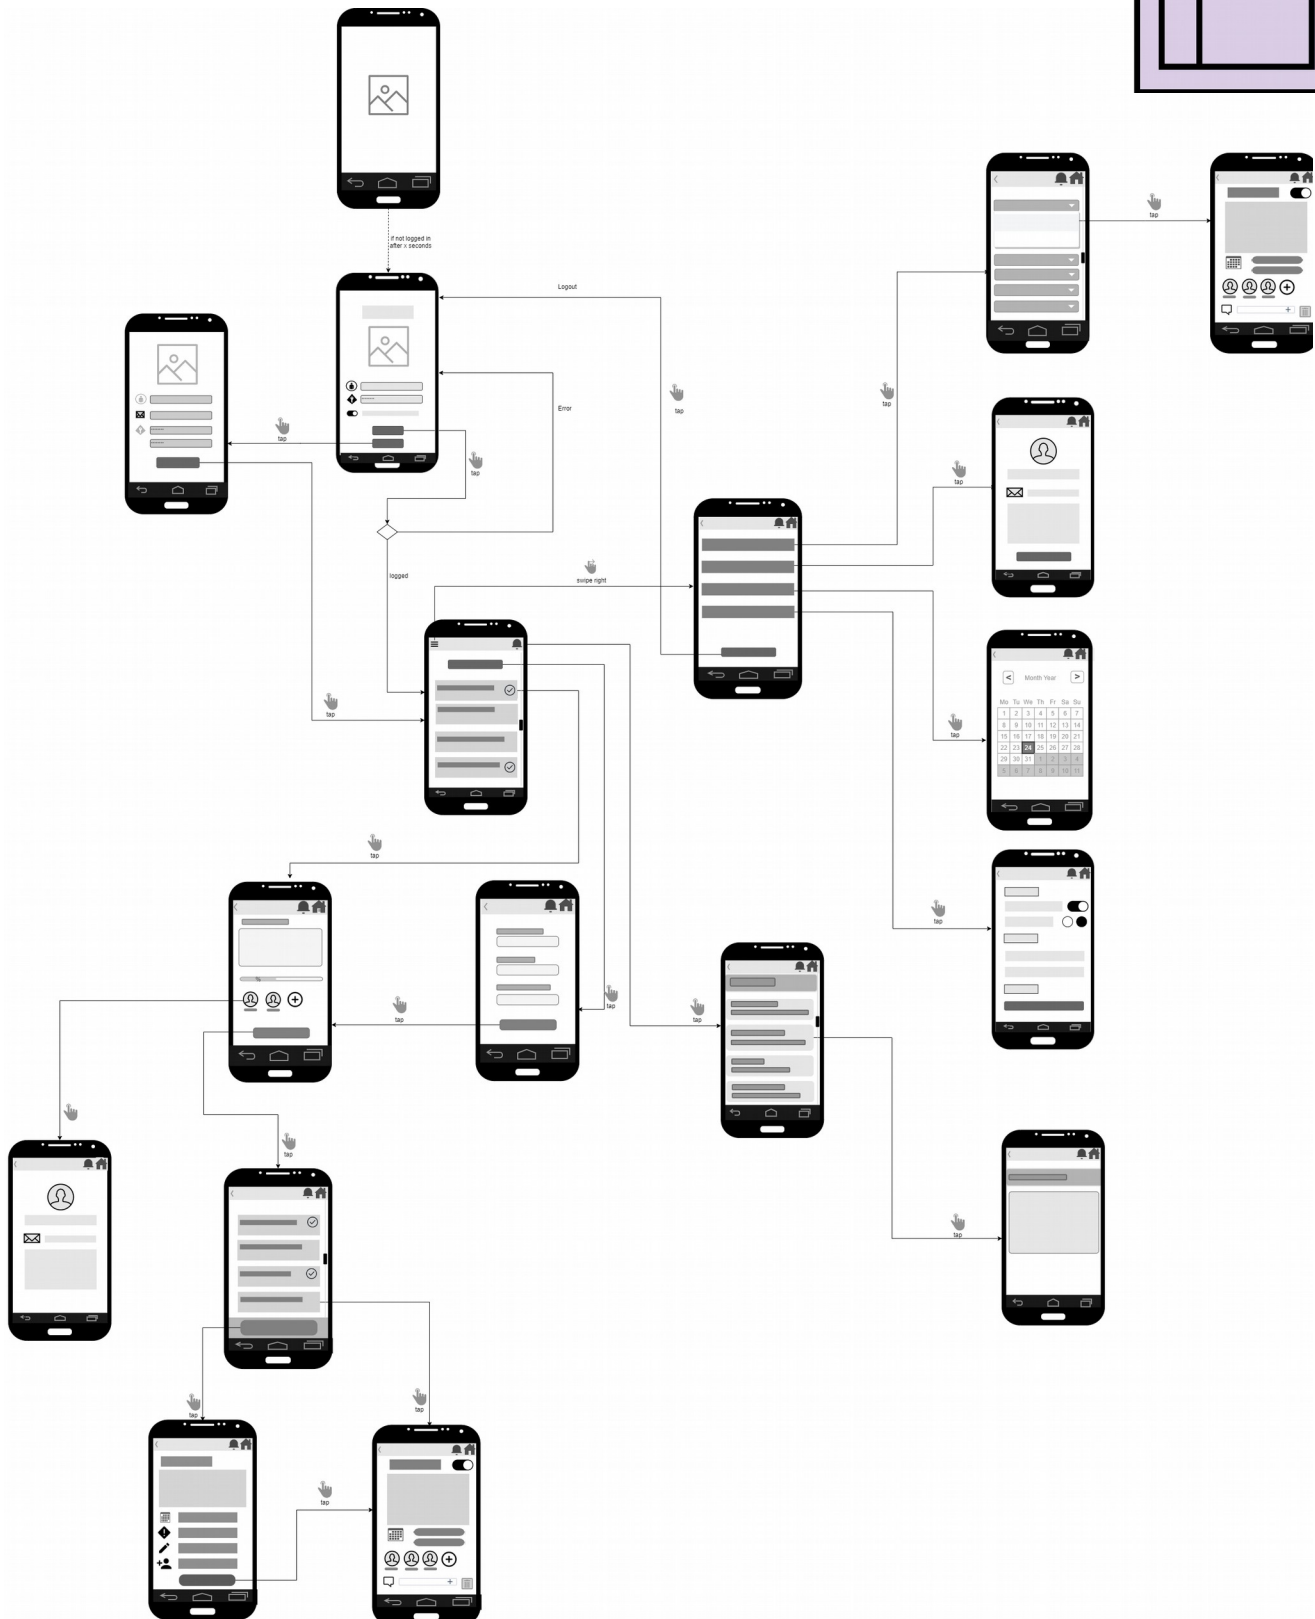 if not logged in
after x seconds
tap
Logout
tap
Error
tap
tap
tap
logged
swipe right
tap
tap
Month Year
Mo Tu We Th Fr Sa Su
1 2 3 4 5 6 7
8 9 10 11 12 13 14
15 16 17 18 19 20 21
22 23 24 25 26 27 28
29 30 31 1 2 3 4
5 6 7 8 9 10 11
tap
tap
tap
tap
tap
tap
tap
tap
tap
tap
tap
tap